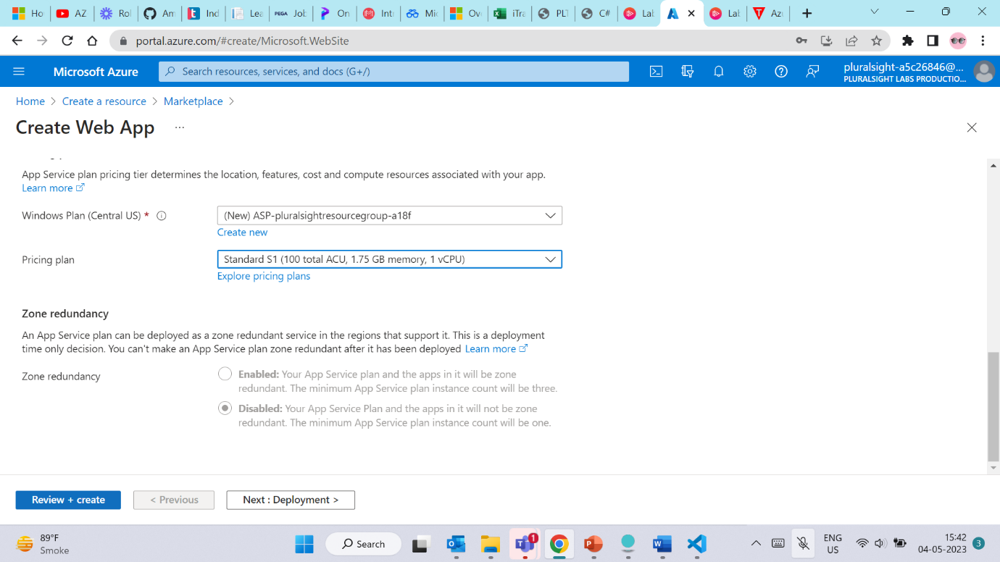 Ho
AZ
Rol
Am
Ind
Lea
PEGA Jol
On
Inte
Mic
Ove
iTra
PLT
C#
Lab
Lab
Azu
portal.azure.com/#create/Microsoft.WebSite
Microsoft Azure
Search resources, services, and docs (G+/)
pluralsight-a5c26846@...
PLURALSIGHT LABS PRODUCTIO...
Home > Create a resource > Marketplace >
Create Web App ...
App Service plan pricing tier determines the location, features, cost and compute resources associated with your app.
Learn more
Windows Plan (Central US) *
(New) ASP-pluralsightresourcegroup-a18f
Create new
Pricing plan
Standard S1 (100 total ACU, 1.75 GB memory, 1 vCPU)
Explore pricing plans
Zone redundancy
An App Service plan can be deployed as a zone redundant service in the regions that support it. This is a deployment
time only decision. You can't make an App Service plan zone redundant after it has been deployed Learn more
Zone redundancy
Enabled: Your App Service plan and the apps in it will be zone
redundant. The minimum App Service plan instance count will be three.
Disabled: Your App Service Plan and the apps in it will not be zone
redundant. The minimum App Service plan instance count will be one.
Review + create
< Previous
Next : Deployment >
89°F
Smoke
Search
1
ENG
US
15:42
04-05-2023
3